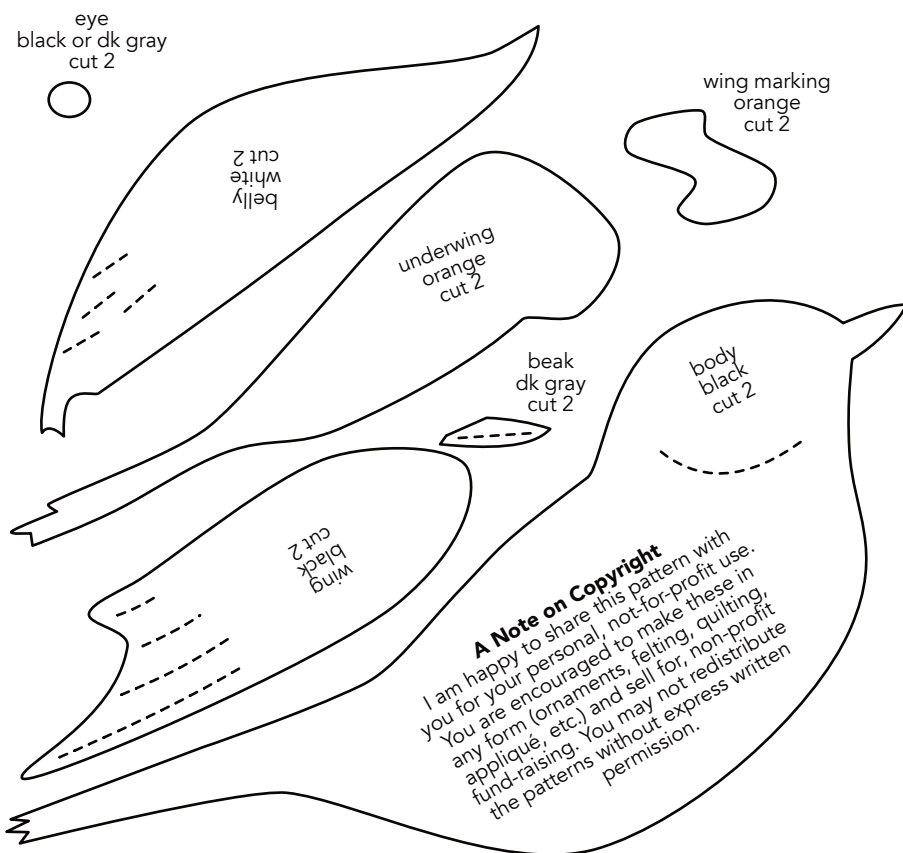 eye
black or dk gray
cut 2
wing marking
orange
cut 2
belly
white
cut 2
underwing
orange
cut 2
beak
dk gray
cut 2
body
black
cut 2
wing
black
cut 2
A Note on Copyright
I am happy to share this pattern with
you for your personal, not-for-profit use.
You are encouraged to make these in
any form (ornaments, felting, quilting,
appliqué, etc.) and sell for, non-profit
fund-raising. You may not redistribute
the patterns without express written
permission.